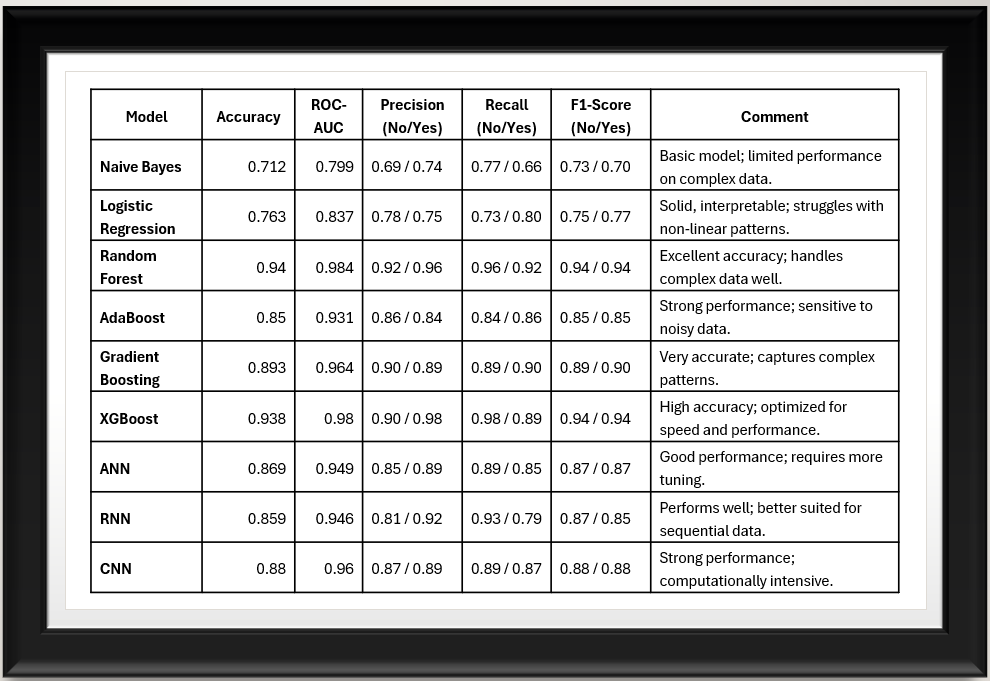 Model Accuracy ROC-AUC Precision (No/Yes) Recall (No/Yes) F1-Score (No/Yes) Comment
Naive Bayes 0.712 0.799 0.69 / 0.74 0.77 / 0.66 0.73 / 0.70 Basic model; limited performance on complex data.
Logistic Regression 0.763 0.837 0.78 / 0.75 0.73 / 0.80 0.75 / 0.77 Solid, interpretable; struggles with non-linear patterns.
Random Forest 0.94 0.984 0.92 / 0.96 0.96 / 0.92 0.94 / 0.94 Excellent accuracy; handles complex data well.
AdaBoost 0.85 0.931 0.86 / 0.84 0.84 / 0.86 0.85 / 0.85 Strong performance; sensitive to noisy data.
Gradient Boosting 0.893 0.964 0.90 / 0.89 0.89 / 0.90 0.89 / 0.90 Very accurate; captures complex patterns.
XGBoost 0.938 0.98 0.90 / 0.98 0.98 / 0.89 0.94 / 0.94 High accuracy; optimized for speed and performance.
ANN 0.869 0.949 0.85 / 0.89 0.89 / 0.85 0.87 / 0.87 Good performance; requires more tuning.
RNN 0.859 0.946 0.81 / 0.92 0.93 / 0.79 0.87 / 0.85 Performs well; better suited for sequential data.
CNN 0.88 0.96 0.87 / 0.89 0.89 / 0.87 0.88 / 0.88 Strong performance; computationally intensive.